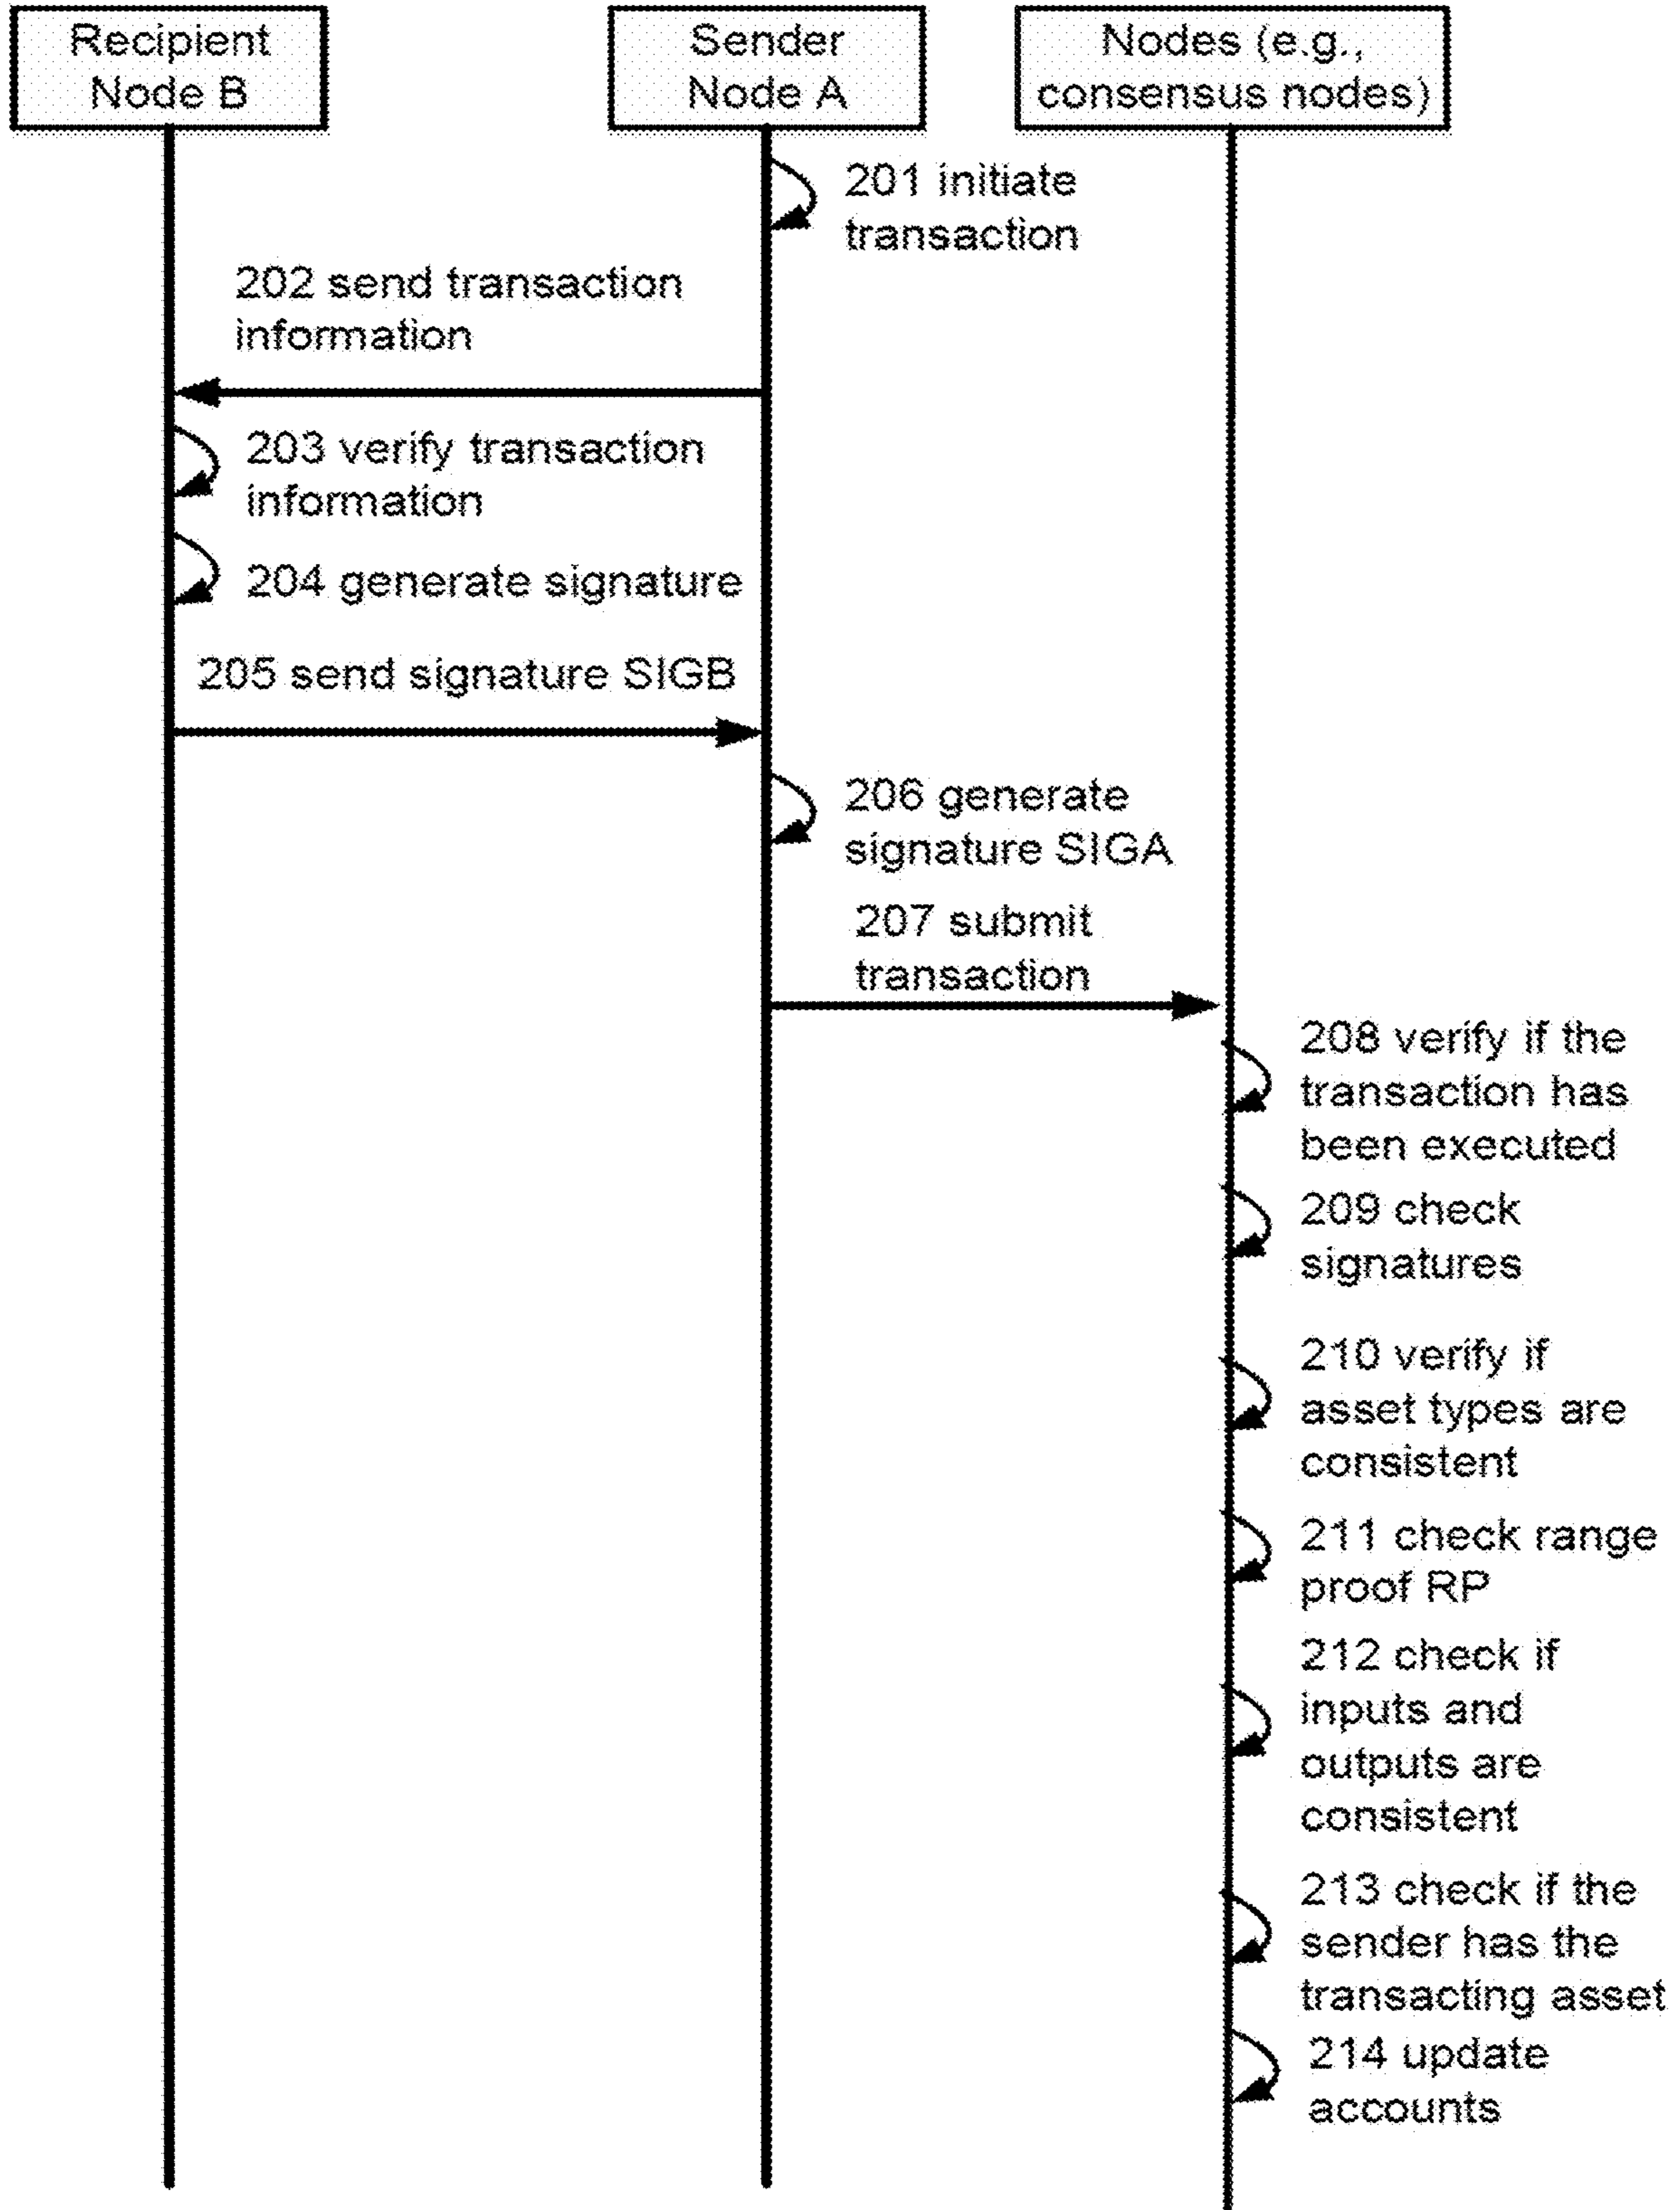 Recipient
Node B
Sender
Node A
Nodes (e.g.,
consensus nodes)
201 initiate
transaction
202 send transaction
information
203 verify transaction
information
204 generate signature
205 send signature SIGB
206 generate
signature SIGA
207 submit
transaction
208 verify if the
transaction has
been executed
209 check
signatures
210 verify if
asset types are
consistent
211 check range
proof RP
212 check if
inputs and
outputs are
consistent
213 check if the
sender has the
transacting asset
214 update
accounts